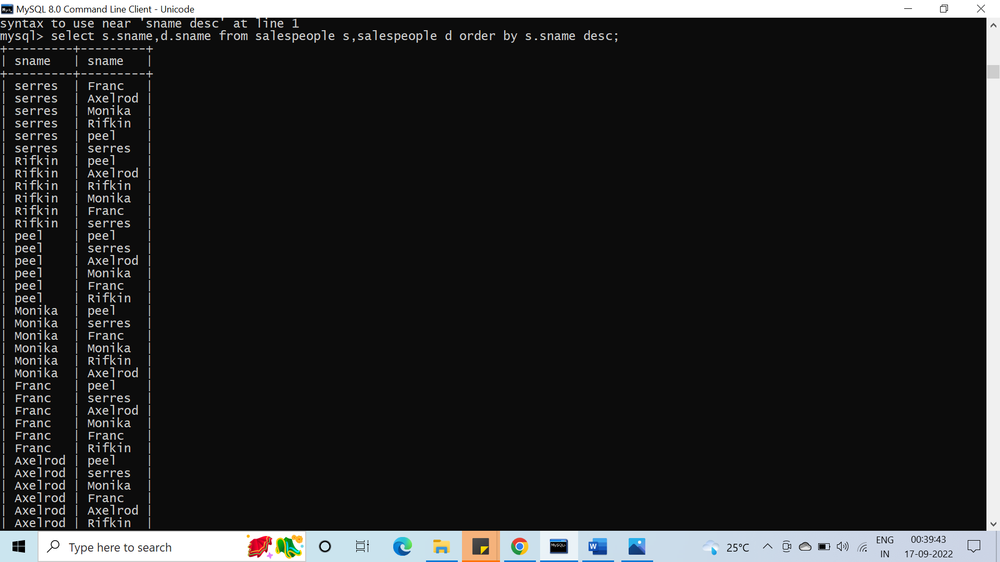 MySQL 8.0 Command Line Client - Unicode
syntax to use near 'sname desc' at line 1
mysql> select s.sname,d.sname from salespeople s,salespeople d order by s.sname desc;
+---------+---------+
| sname   | sname   |
+---------+---------+
| serres  | Franc   |
| serres  | Axelrod |
| serres  | Monika  |
| serres  | Rifkin  |
| serres  | peel    |
| serres  | serres  |
| Rifkin  | peel    |
| Rifkin  | Axelrod |
| Rifkin  | Rifkin  |
| Rifkin  | Monika  |
| Rifkin  | Franc   |
| Rifkin  | serres  |
| peel    | peel    |
| peel    | serres  |
| peel    | Axelrod |
| peel    | Monika  |
| peel    | Franc   |
| peel    | Rifkin  |
| Monika  | peel    |
| Monika  | serres  |
| Monika  | Franc   |
| Monika  | Monika  |
| Monika  | Rifkin  |
| Monika  | Axelrod |
| Franc   | peel    |
| Franc   | serres  |
| Franc   | Axelrod |
| Franc   | Monika  |
| Franc   | Franc   |
| Franc   | Rifkin  |
| Axelrod | peel    |
| Axelrod | serres  |
| Axelrod | Monika  |
| Axelrod | Franc   |
| Axelrod | Axelrod |
| Axelrod | Rifkin  |
Type here to search
MySQL>
W
25°C
ENG
IN
00:39:43
17-09-2022